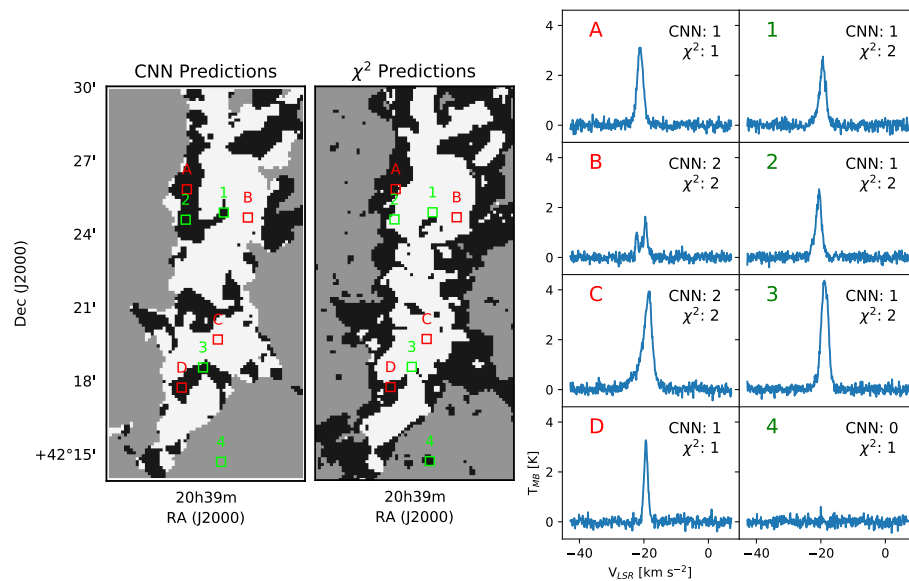 CNN Predictions
χ² Predictions
Dec (J2000)
30'
27'
24'
21'
18'
+42°15'
A
2
1
B
C
3
D
4
20h39m
RA (J2000)
A
2
1
B
C
3
D
4
20h39m
RA (J2000)
4
2
0
A
CNN: 1
χ²: 1
1
CNN: 1
χ²: 2
4
2
0
B
CNN: 2
χ²: 2
2
CNN: 1
χ²: 2
4
2
0
C
CNN: 2
χ²: 2
3
CNN: 1
χ²: 2
T_MB [K]
4
2
0
D
CNN: 1
χ²: 1
4
CNN: 0
χ²: 1
−40
−20
0
−40
−20
0
V_LSR [km s⁻²]